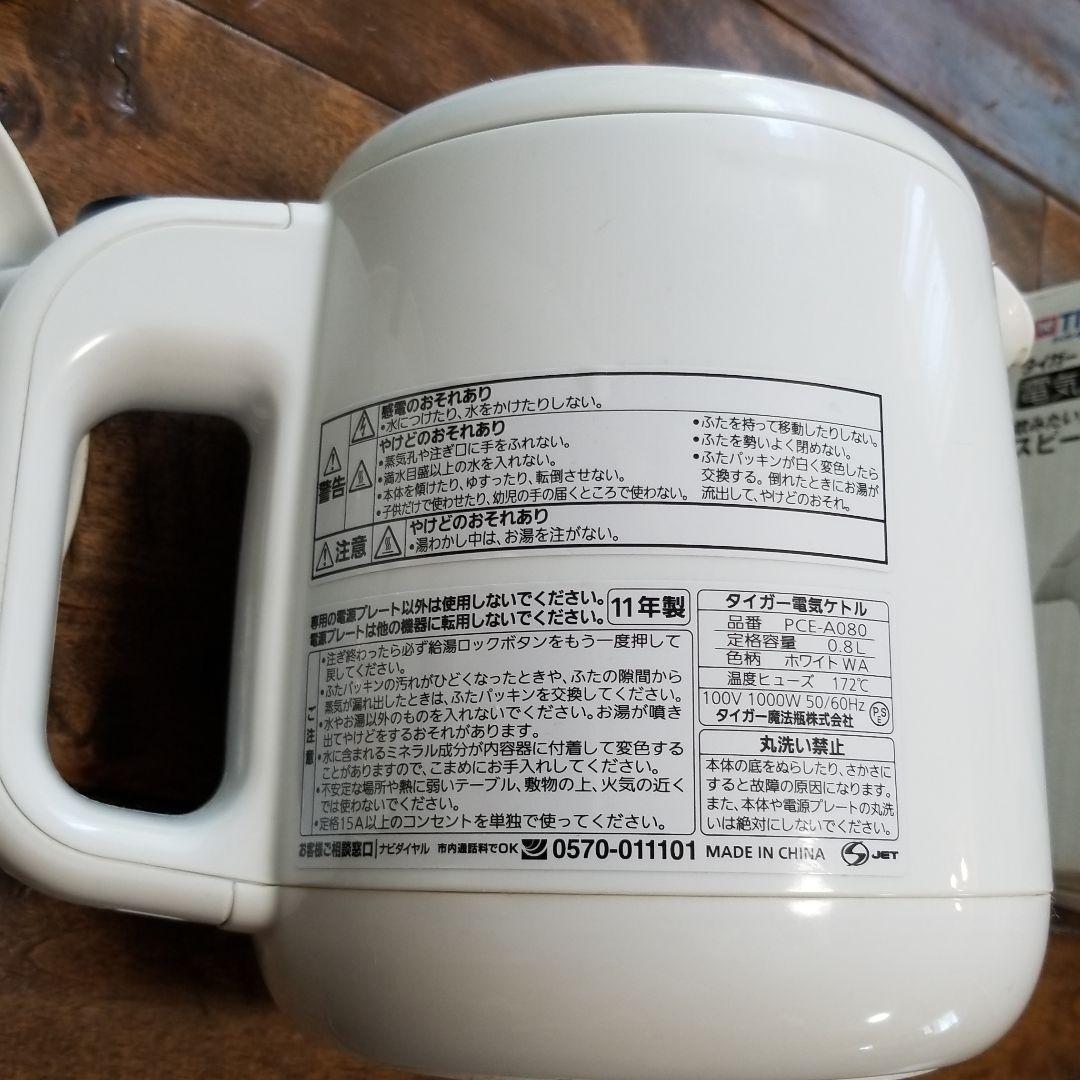 警告
感電のおそれあり
・水につけたり、水をかけたりしない。
やけどのおそれあり
・蒸気孔や注ぎ口に手をふれない。
・満水目盛以上の水を入れない。
・本体を傾けたり、ゆすったり、転倒させない。
・子供だけで使わせたり、幼児の手の届くところで使わない。
・ふたを持って移動したりしない。
・ふたを勢いよく閉めない。
・ふたパッキンが白く変色したら
交換する。倒れたときにお湯が
流出して、やけどのおそれ。
注意
やけどのおそれあり
・湯わかし中は、お湯を注がない。
専用の電源プレート以外は使用しないでください。
電源プレートは他の機器に転用しないでください。
11年製
ご注意
・注ぎ終わったら必ず給湯ロックボタンをもう一度押して
戻してください。
・ふたパッキンの汚れがひどくなったときや、ふたの隙間から
蒸気が漏れ出したときは、ふたパッキンを交換してください。
・水やお湯以外のものを入れないでください。お湯が噴き
出てやけどをするおそれがあります。
・水に含まれるミネラル成分が内容器に付着して変色する
ことがありますので、こまめにお手入れしてください。
・不安定な場所や熱に弱いテーブル、敷物の上、火気の近く
では使わないでください。
・定格15A以上のコンセントを単独で使ってください。
タイガー電気ケトル
品番 PCE-A080
定格容量 0.8L
色柄 ホワイトWA
温度ヒューズ 172℃
100V 1000W 50/60Hz
タイガー魔法瓶株式会社
PSE
丸洗い禁止
本体の底をぬらしたり、さかさに
すると故障の原因になります。
また、本体や電源プレートの丸洗
いは絶対にしないでください。
お客様ご相談窓口 ナビダイヤル 市内通話料でOK 0570-011101 MADE IN CHINA S JET
タイガー
電気
飲みたい
スピー